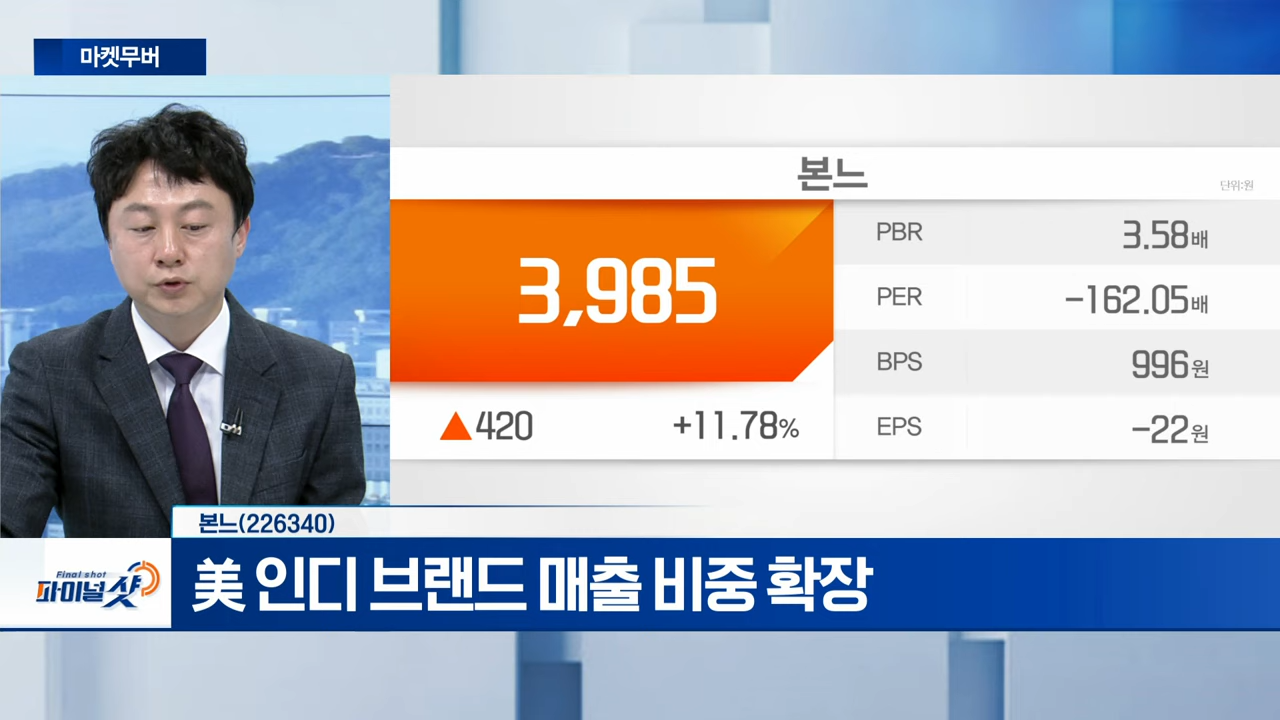 마켓무버
본느
단위:원
3,985
▲420 +11.78%
PBR 3.58배
PER -162.05배
BPS 996원
EPS -22원
본느(226340)
Final shot
파이널샷
美 인디 브랜드 매출 비중 확장